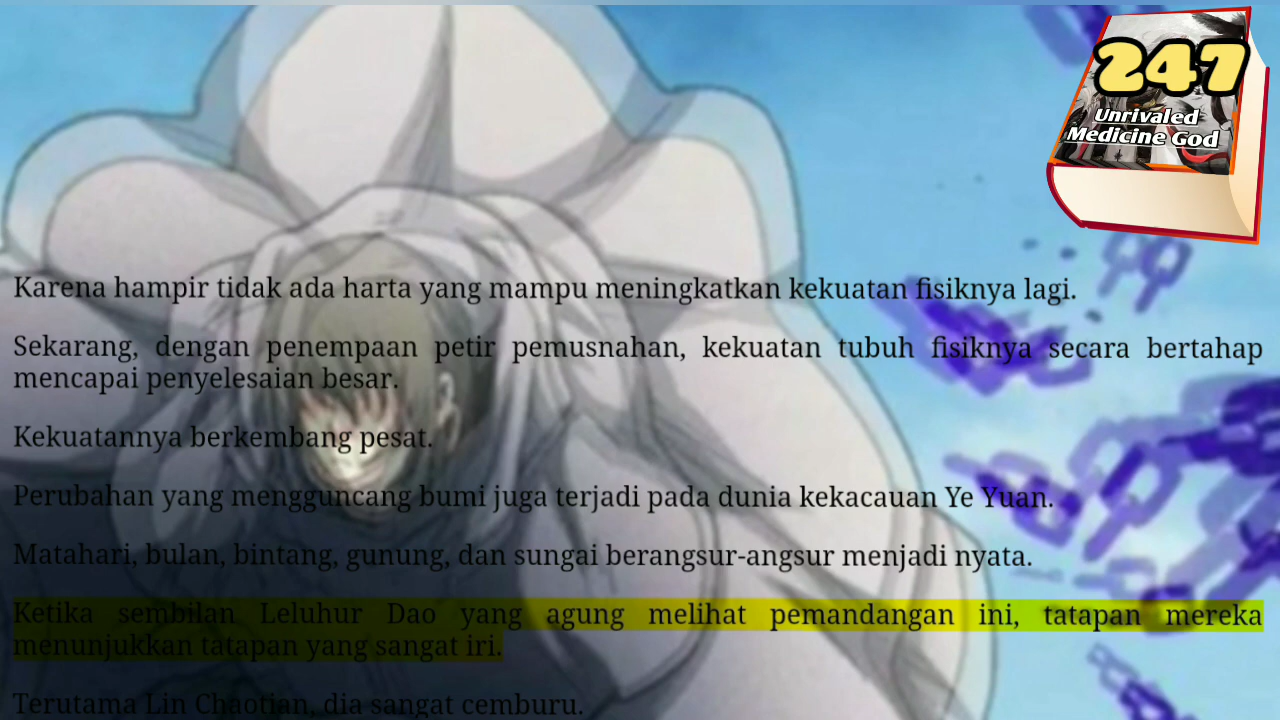 247
Unrivaled
Medicine God
Karena hampir tidak ada harta yang mampu meningkatkan kekuatan fisiknya lagi.
Sekarang, dengan penempaan petir pemusnahan, kekuatan tubuh fisiknya secara bertahap
mencapai penyelesaian besar.
Kekuatannya berkembang pesat.
Perubahan yang mengguncang bumi juga terjadi pada dunia kekacauan Ye Yuan.
Matahari, bulan, bintang, gunung, dan sungai berangsur-angsur menjadi nyata.
Ketika sembilan Leluhur Dao yang agung melihat pemandangan ini, tatapan mereka
menunjukkan tatapan yang sangat iri.
Terutama Lin Chaotian, dia sangat cemburu.